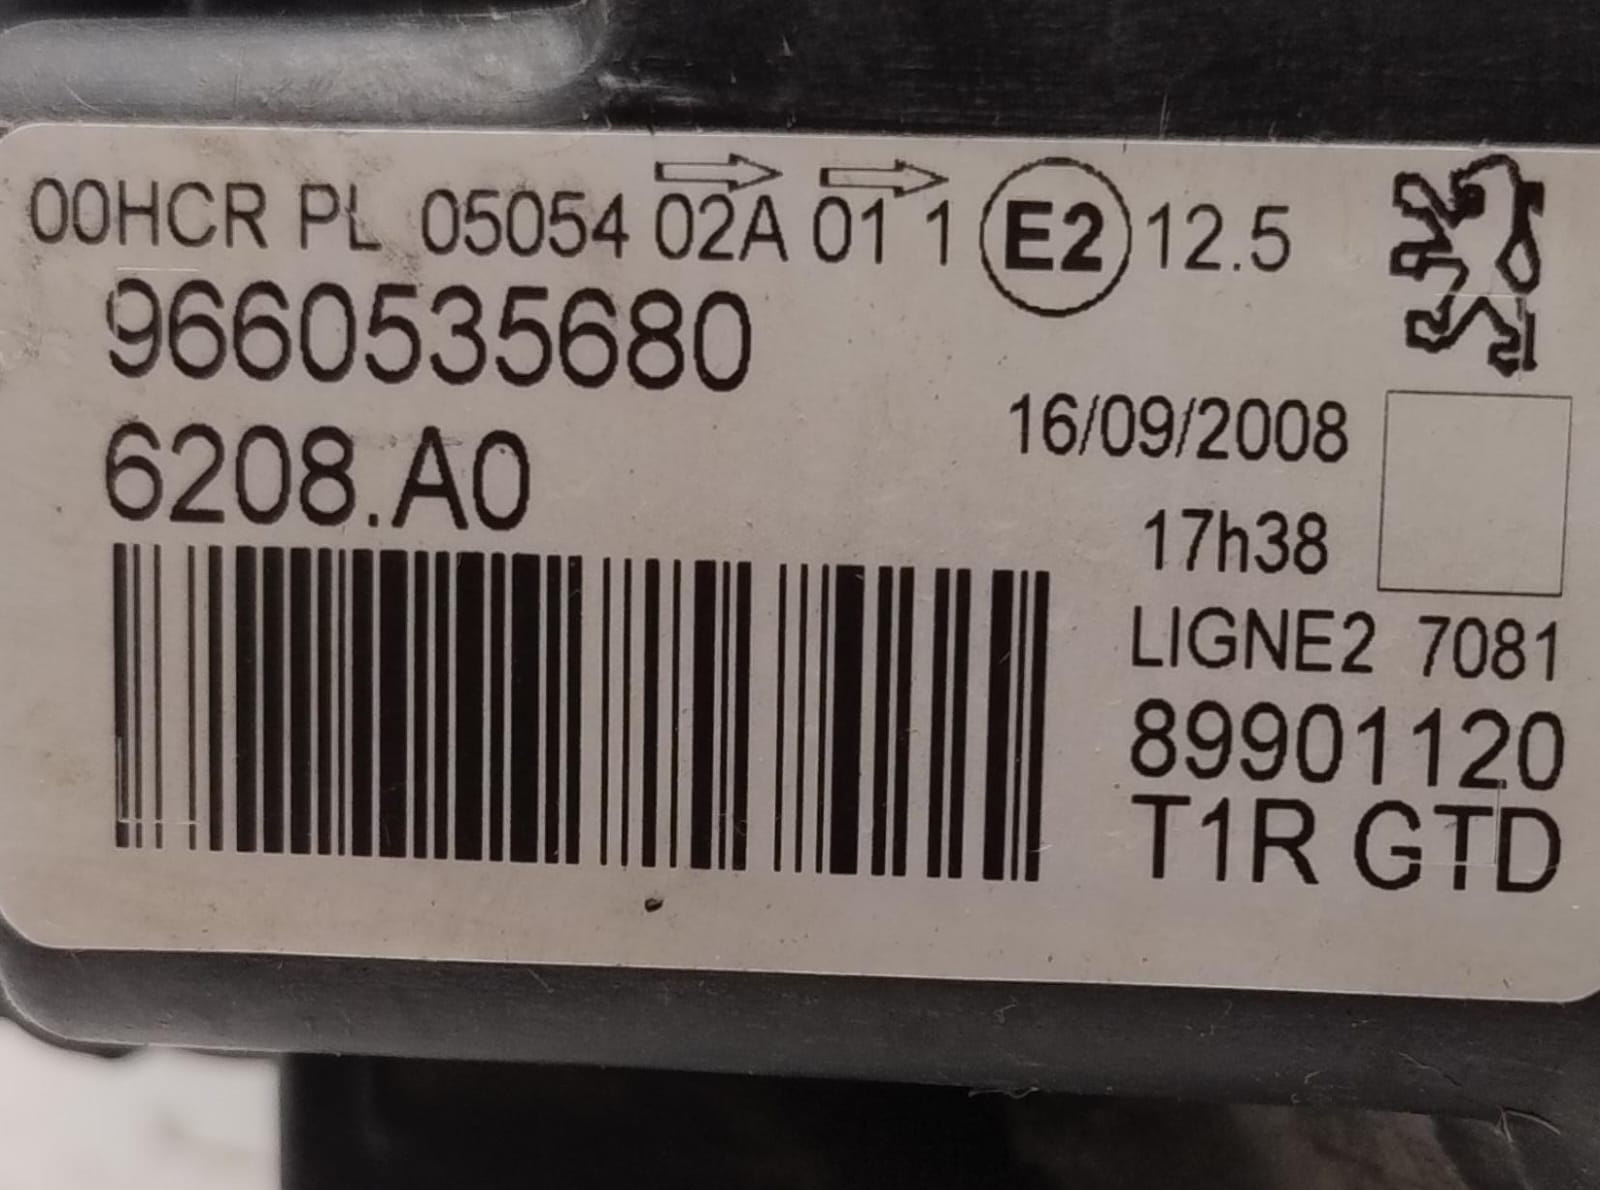 00HCR PL 05054 02A 01 1 E2 12.5
9660535680
6208.A0
16/09/2008
17h38
LIGNE2 7081
89901120
T1R GTD